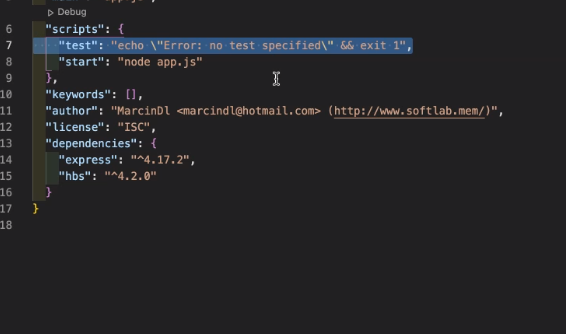 Debug
6 "scripts": {
7 "test": "echo \"Error: no test specified\" && exit 1",
8 "start": "node app.js"
9 },
10 "keywords": [],
11 "author": "MarcinDl <marcindl@hotmail.com> (http://www.softlab.mem/)",
12 "license": "ISC",
13 "dependencies": {
14 "express": "^4.17.2",
15 "hbs": "^4.2.0"
16 }
17 }
18